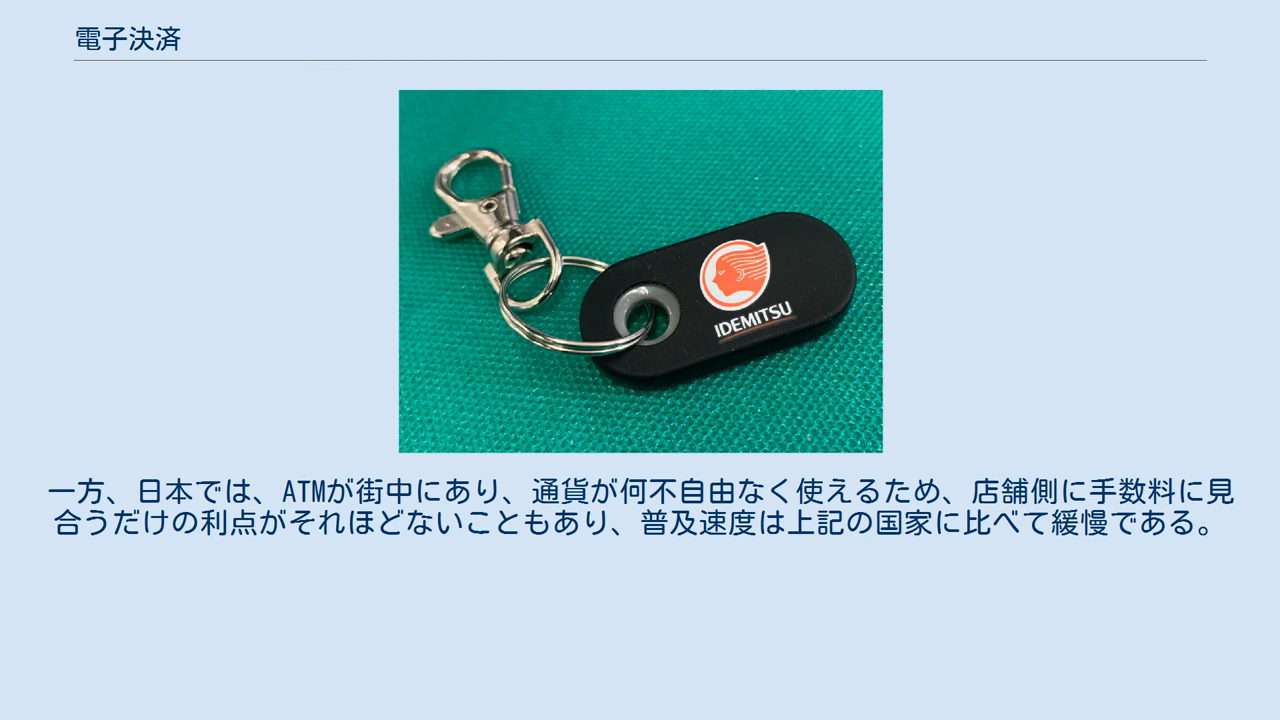 電子決済
IDEMITSU
一方、日本では、ATMが街中にあり、通貨が何不自由なく使えるため、店舗側に手数料に見
合うだけの利点がそれほどないこともあり、普及速度は上記の国家に比べて緩慢である。